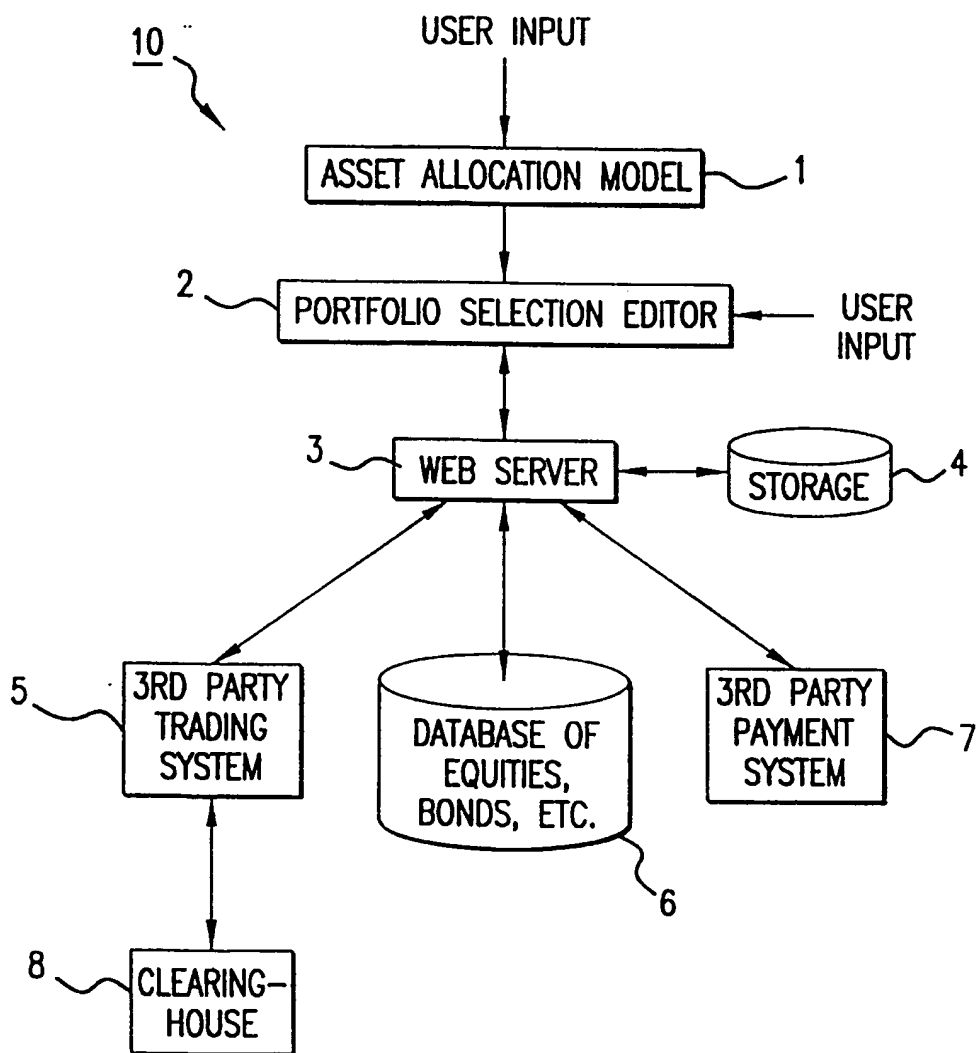 10
USER INPUT
ASSET ALLOCATION MODEL
1
2
PORTFOLIO SELECTION EDITOR
USER
INPUT
3
WEB SERVER
STORAGE
4
5
3RD PARTY
TRADING
SYSTEM
DATABASE OF
EQUITIES,
BONDS, ETC.
6
3RD PARTY
PAYMENT
SYSTEM
7
8
CLEARING-
HOUSE